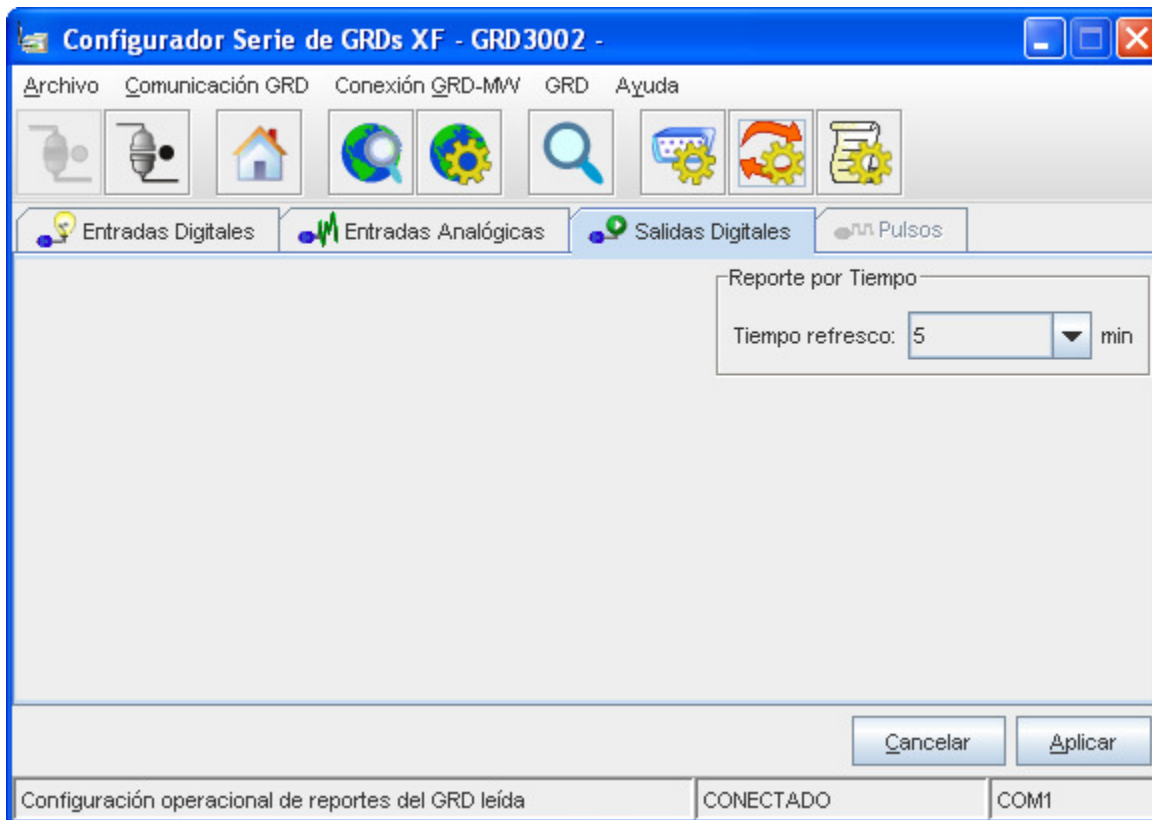 Configurador Serie de GRDs XF - GRD3002 -
Archivo Comunicación GRD Conexión GRD-MW GRD Ayuda
Entradas Digitales Entradas Analógicas Salidas Digitales Pulsos
Reporte por Tiempo
Tiempo refresco: 5 min
Cancelar Aplicar
Configuración operacional de reportes del GRD leída CONECTADO COM1